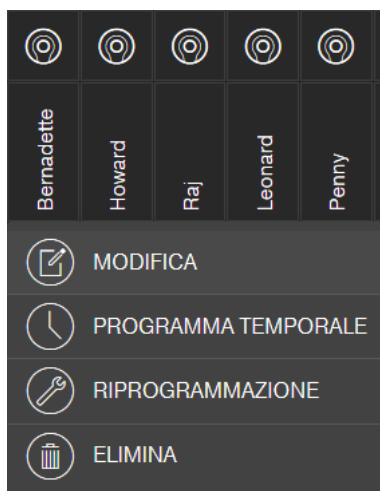 Bernadette
Howard
Raj
Leonard
Penny
MODIFICA
PROGRAMMA TEMPORALE
RIPROGRAMMAZIONE
ELIMINA